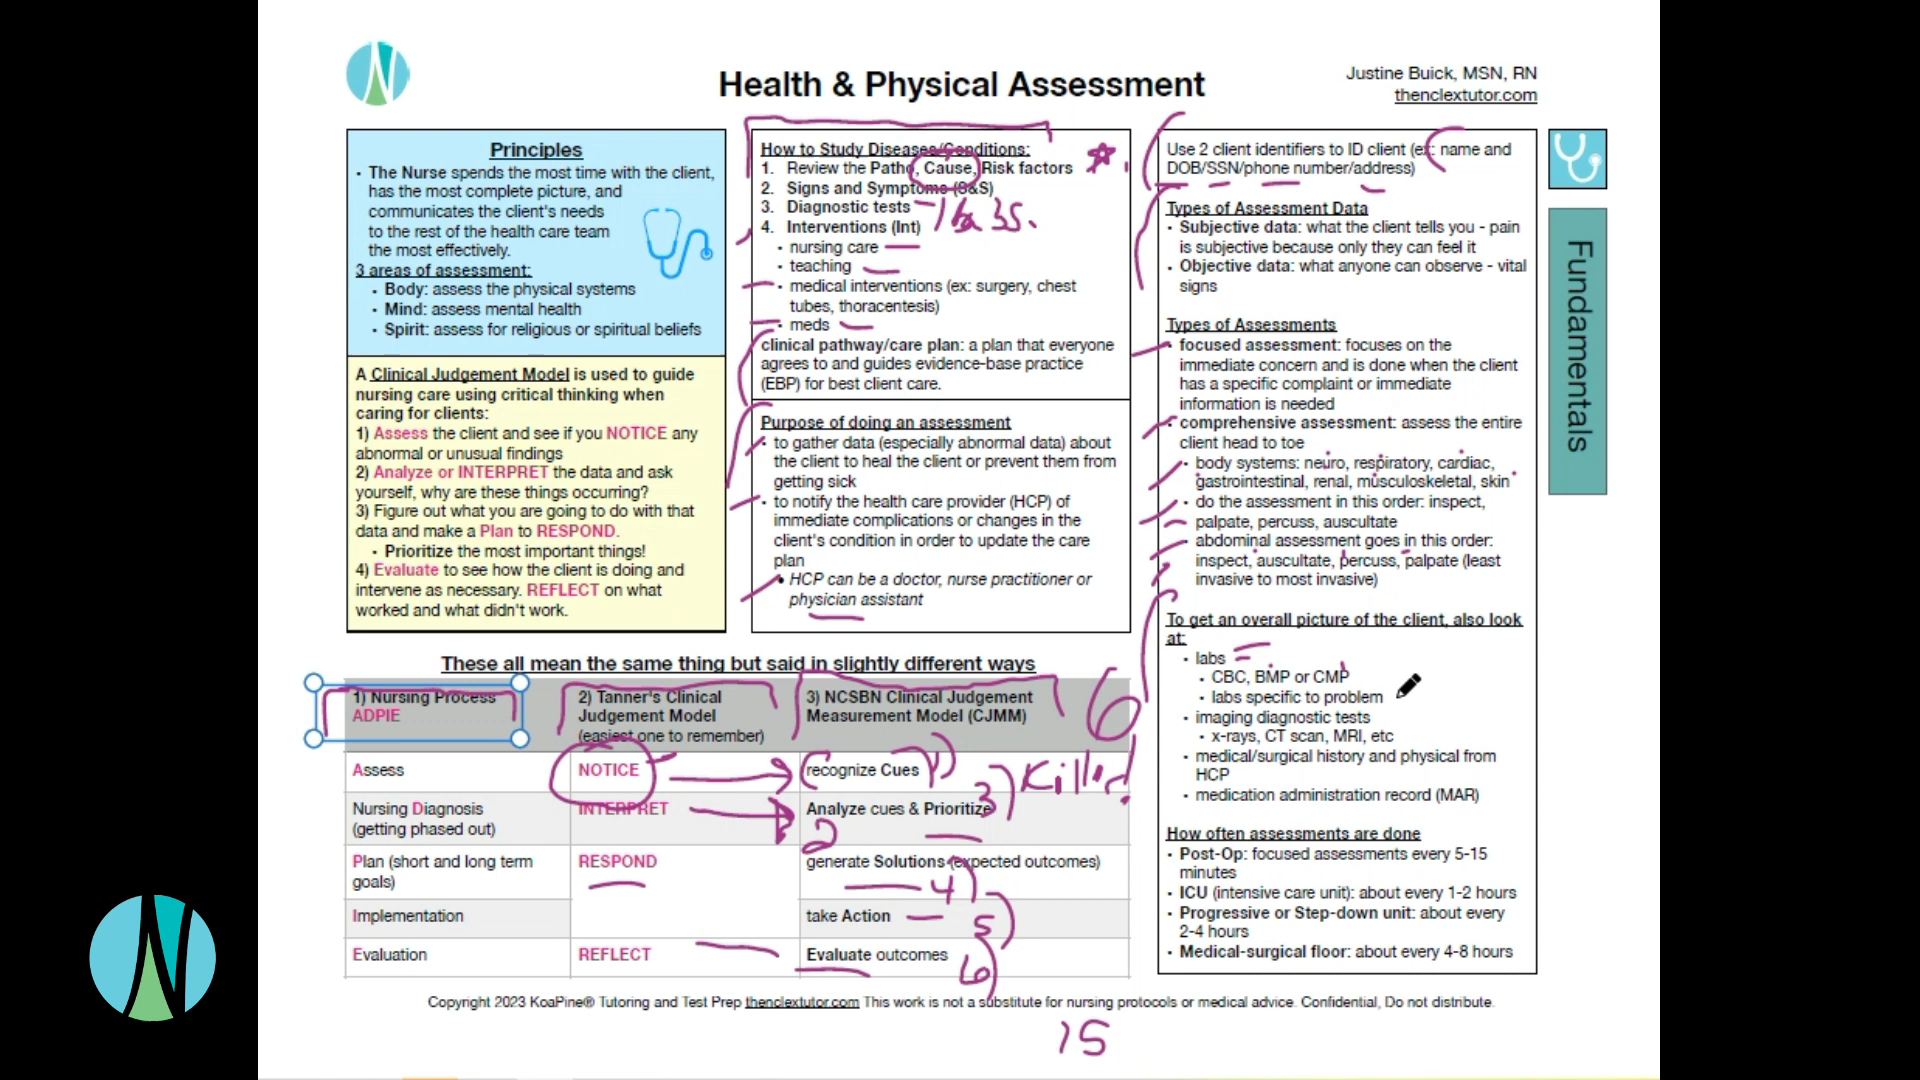 Health & Physical Assessment
Justine Buick, MSN, RN
thenclextutor.com
Principles
• The Nurse spends the most time with the client,
has the most complete picture, and
communicates the client's needs
to the rest of the health care team
the most effectively.
3 areas of assessment:
• Body: assess the physical systems
• Mind: assess mental health
• Spirit: assess for religious or spiritual beliefs
A Clinical Judgement Model is used to guide
nursing care using critical thinking when
caring for clients:
1) Assess the client and see if you NOTICE any
abnormal or unusual findings
2) Analyze or INTERPRET the data and ask
yourself, why are these things occurring?
3) Figure out what you are going to do with that
data and make a Plan to RESPOND.
• Prioritize the most important things!
4) Evaluate to see how the client is doing and
intervene as necessary. REFLECT on what
worked and what didn't work.
How to Study Diseases/Conditions:
1. Review the Patho, Cause, Risk factors
2. Signs and Symptoms (S&S)
3. Diagnostic tests
4. Interventions (Int)
• nursing care
• teaching
• medical interventions (ex: surgery, chest
tubes, thoracentesis)
• meds
clinical pathway/care plan: a plan that everyone
agrees to and guides evidence-base practice
(EBP) for best client care.
Purpose of doing an assessment
• to gather data (especially abnormal data) about
the client to heal the client or prevent them from
getting sick
• to notify the health care provider (HCP) of
immediate complications or changes in the
client's condition in order to update the care
plan
• HCP can be a doctor, nurse practitioner or
physician assistant
Use 2 client identifiers to ID client (ex: name and
DOB/SSN/phone number/address)
Types of Assessment Data
• Subjective data: what the client tells you - pain
is subjective because only they can feel it
• Objective data: what anyone can observe - vital
signs
Types of Assessments
• focused assessment: focuses on the
immediate concern and is done when the client
has a specific complaint or immediate
information is needed
• comprehensive assessment: assess the entire
client head to toe
• body systems: neuro, respiratory, cardiac,
gastrointestinal, renal, musculoskeletal, skin
• do the assessment in this order: inspect,
palpate, percuss, auscultate
• abdominal assessment goes in this order:
inspect, auscultate, percuss, palpate (least
invasive to most invasive)
To get an overall picture of the client, also look
at:
• labs
• CBC, BMP or CMP
• labs specific to problem
• imaging diagnostic tests
• x-rays, CT scan, MRI, etc
• medical/surgical history and physical from
HCP
• medication administration record (MAR)
How often assessments are done
• Post-Op: focused assessments every 5-15
minutes
• ICU (intensive care unit): about every 1-2 hours
• Progressive or Step-down unit: about every
2-4 hours
• Medical-surgical floor: about every 4-8 hours
Fundamentals
These all mean the same thing but said in slightly different ways
1) Nursing Process
ADPIE
2) Tanner's Clinical
Judgement Model
(easiest one to remember)
3) NCSBN Clinical Judgement
Measurement Model (CJMM)
6
Assess
NOTICE
recognize Cues
1)
Nursing Diagnosis
(getting phased out)
INTERPRET
Analyze cues & Prioritize
2
3)
Plan (short and long term
goals)
RESPOND
generate Solutions (expected outcomes)
4)
Implementation
take Action
5)
Evaluation
REFLECT
Evaluate outcomes
6)
Copyright 2023 KoaPine® Tutoring and Test Prep thenclextutor.com This work is not a substitute for nursing protocols or medical advice. Confidential, Do not distribute.
15